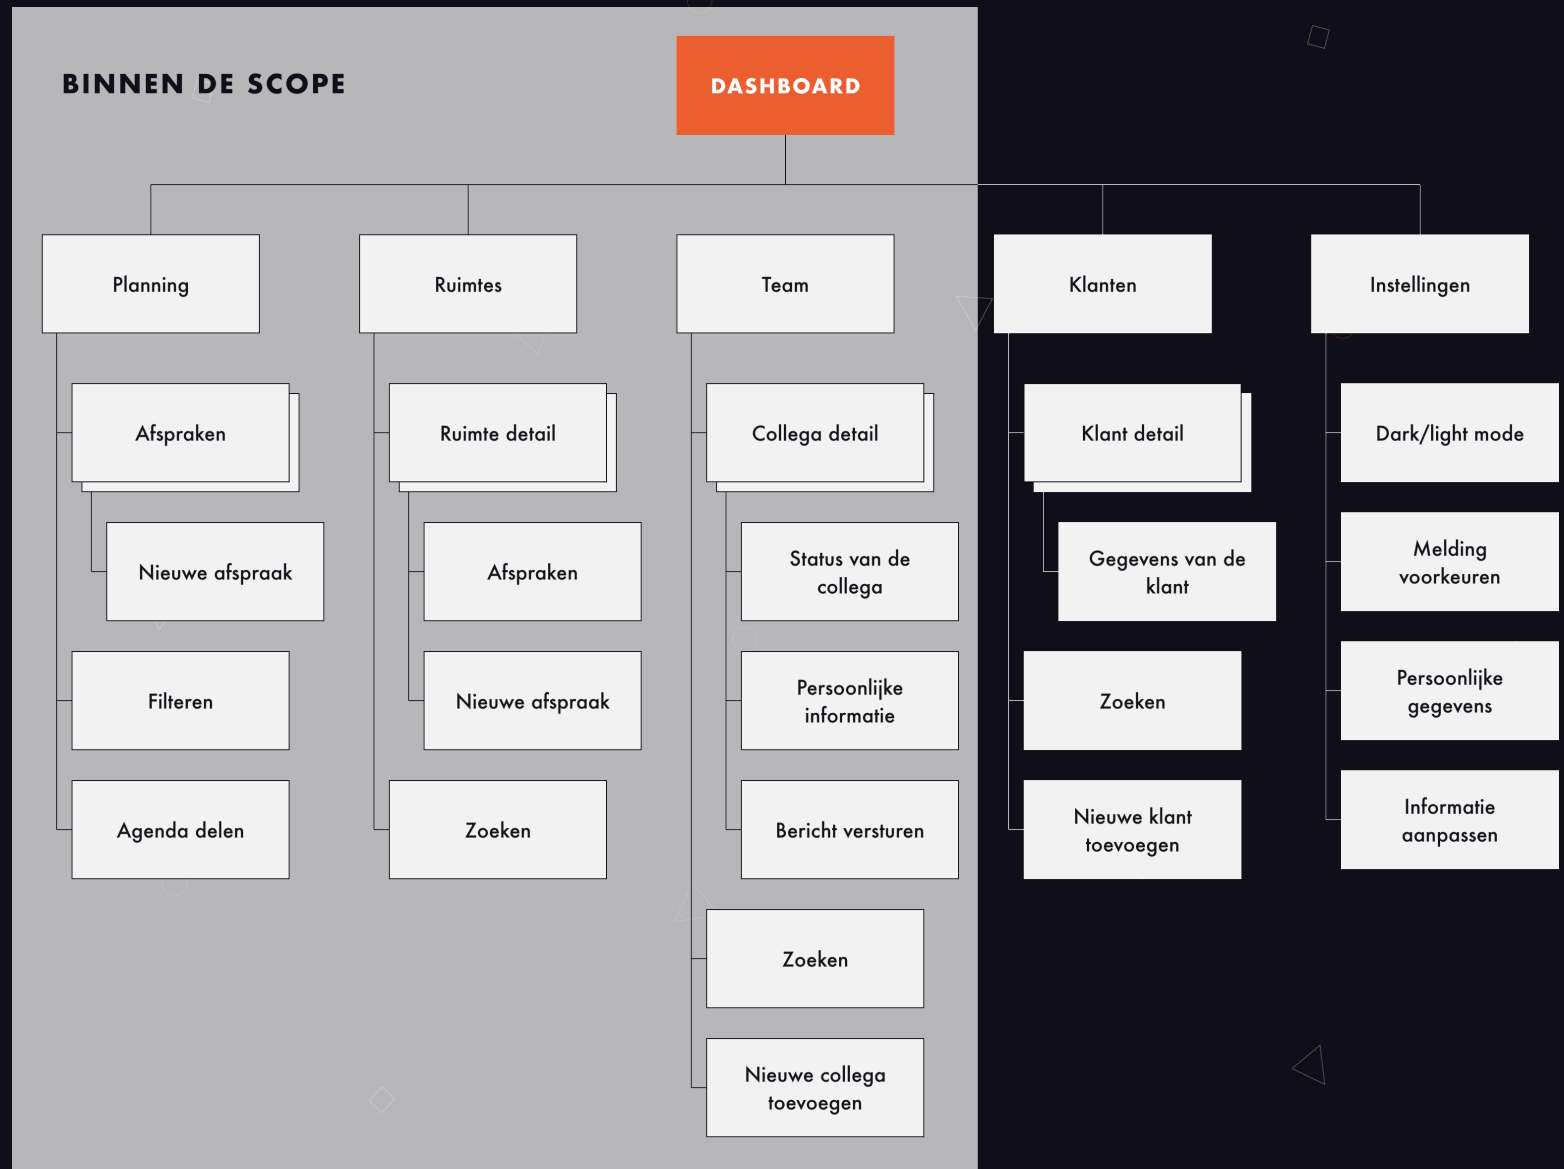 BINNEN DE SCOPE
DASHBOARD
Planning
Afspraken
Nieuwe afspraak
Filteren
Agenda delen
Ruimtes
Ruimte detail
Afspraken
Nieuwe afspraak
Zoeken
Team
Collega detail
Status van de
collega
Persoonlijke
informatie
Bericht versturen
Zoeken
Nieuwe collega
toevoegen
Klanten
Klant detail
Gegevens van de
klant
Zoeken
Nieuwe klant
toevoegen
Instellingen
Dark/light mode
Melding
voorkeuren
Persoonlijke
gegevens
Informatie
aanpassen